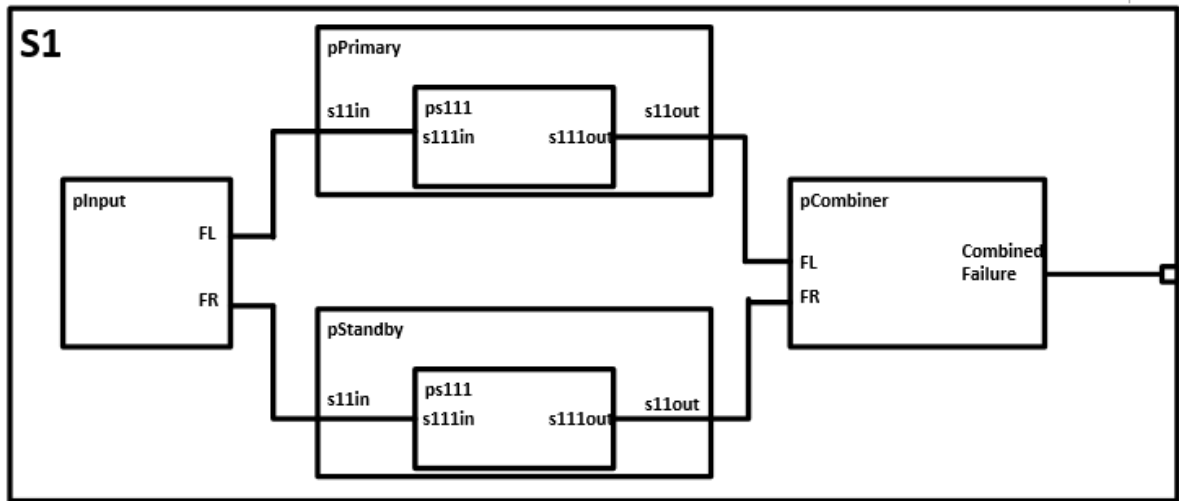 S1
pPrimary
s11in
ps111
s11out
s111in
s111out
pInput
FL
FR
pCombiner
FL
FR
Combined
Failure
pStandby
s11in
ps111
s11out
s111in
s111out